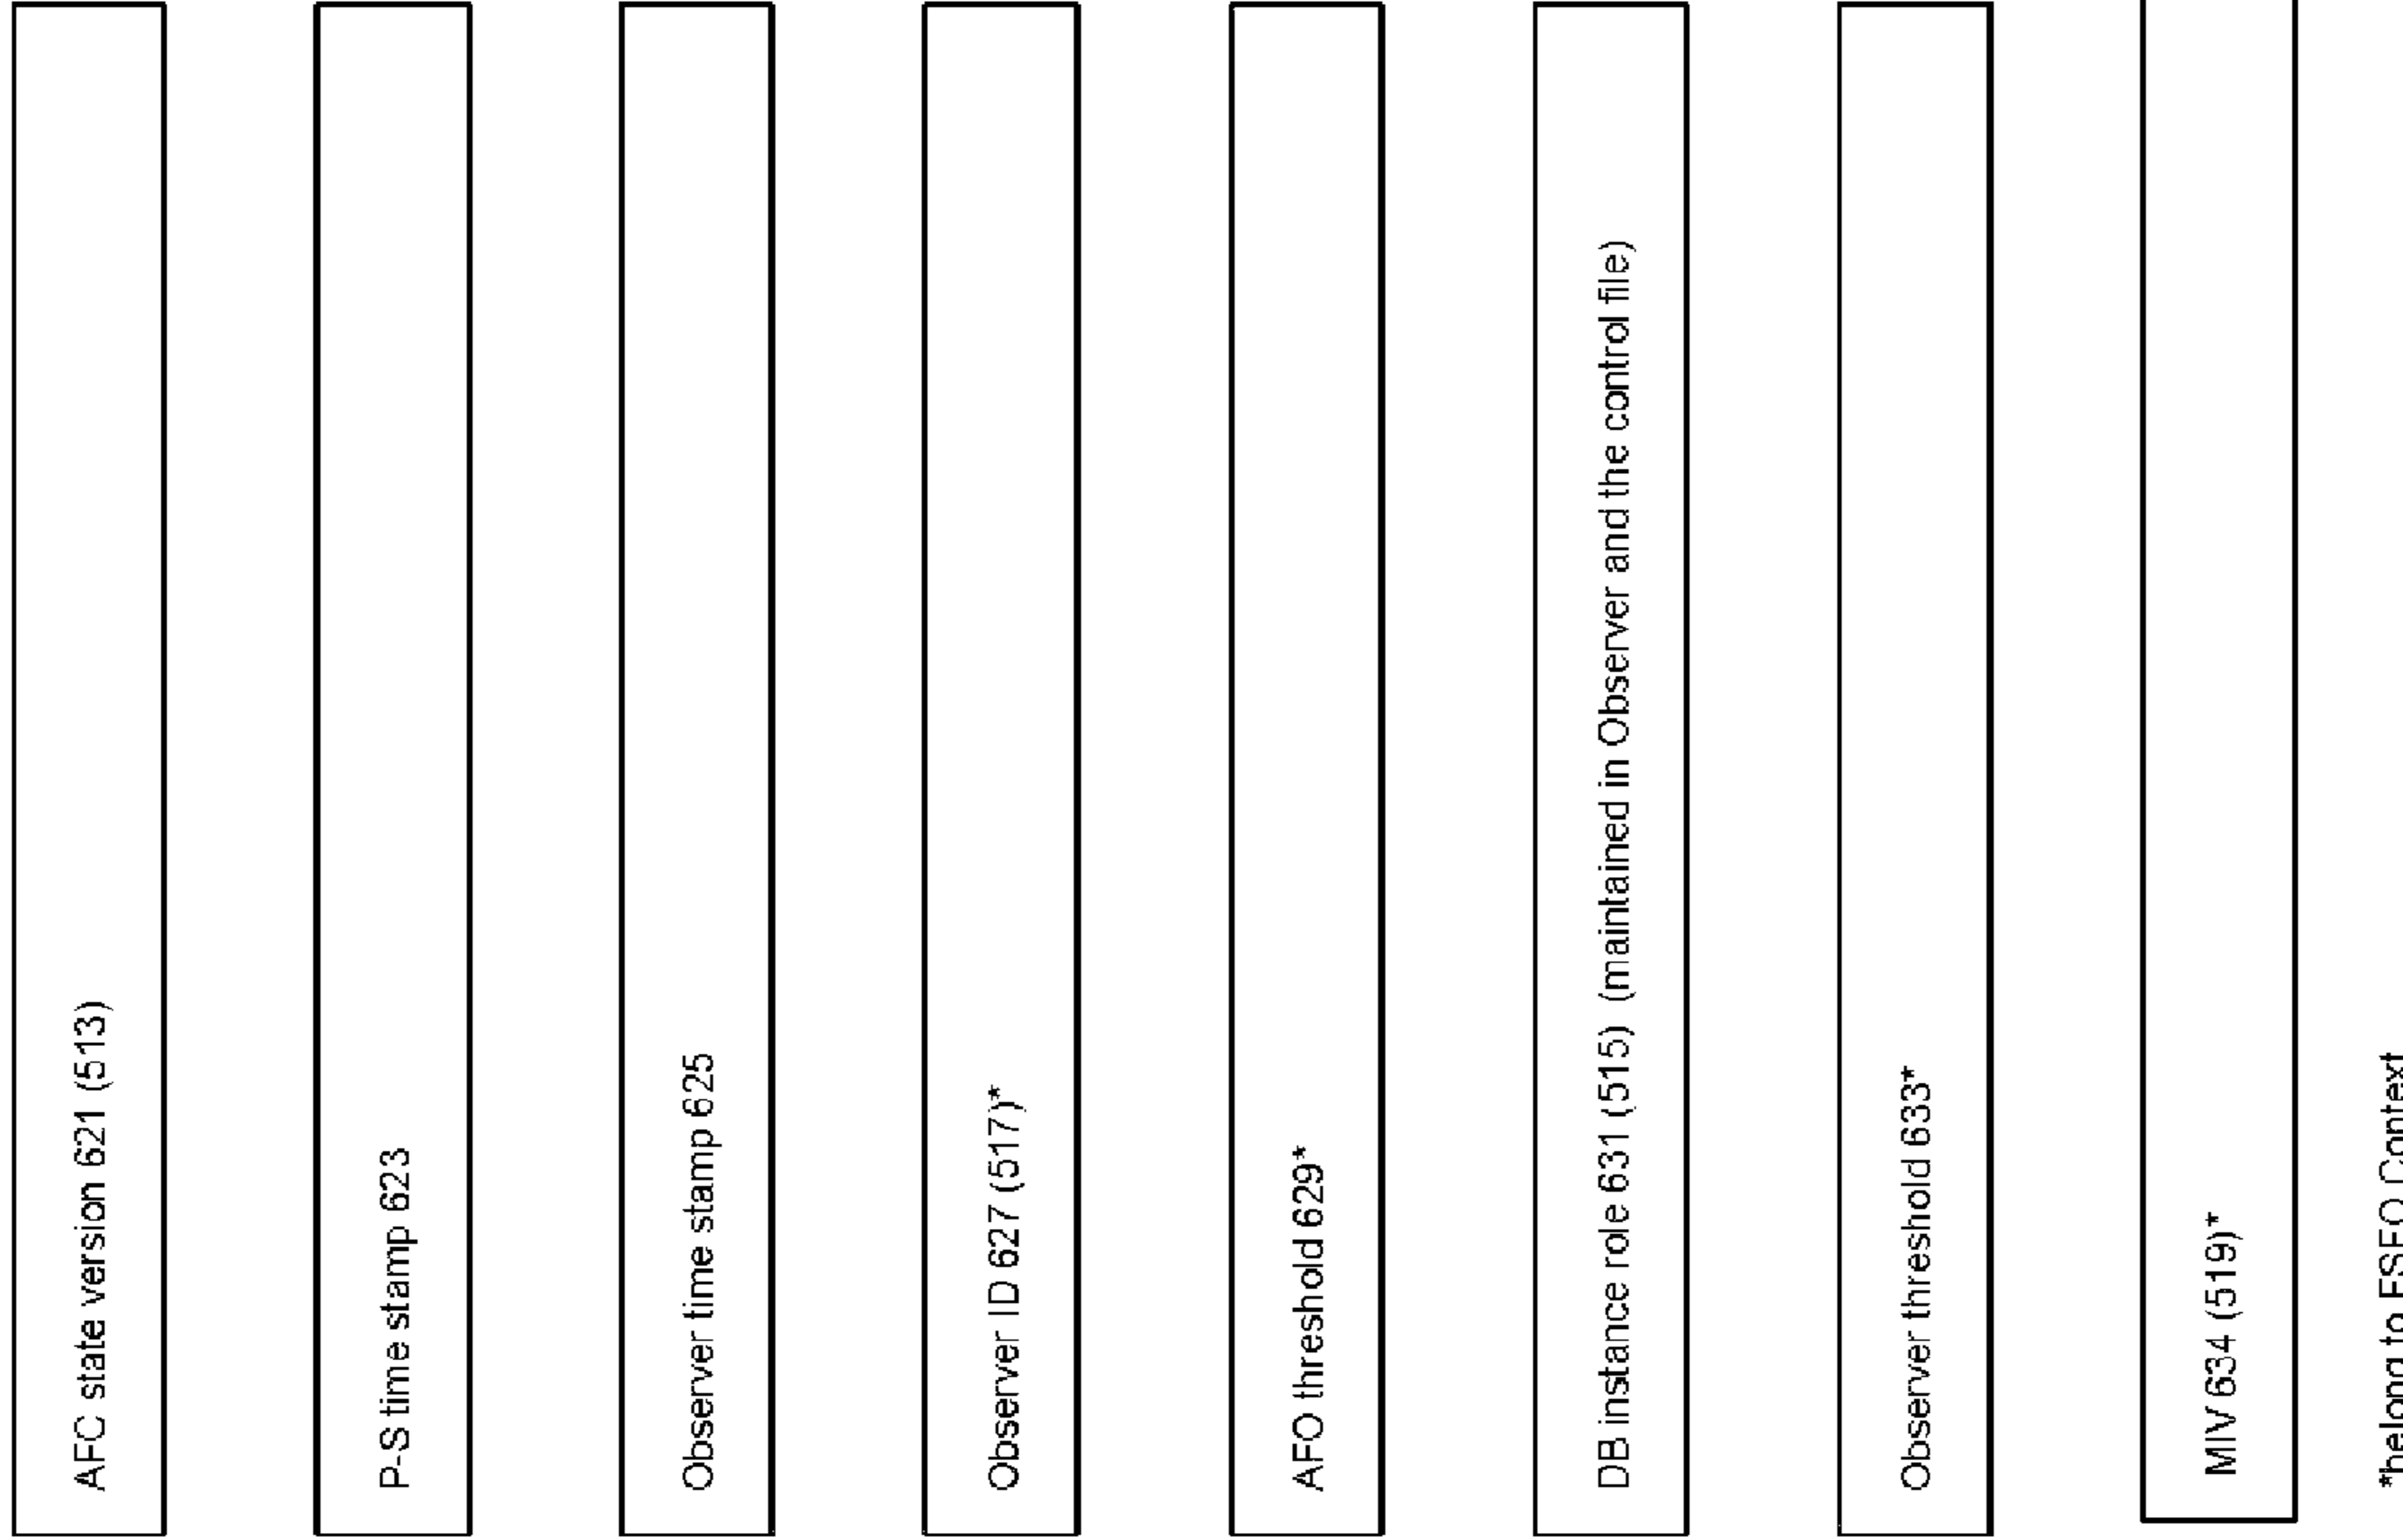 AFC state version 621 (513)
P-S time stamp 623
Observer time stamp 625
Observer ID 627 (517)*
AFO threshold 629*
DB instance role 631 (515) (maintained in Observer and the control file)
Observer threshold 633*
MIV 634 (519)*
*belong to FSFO Context